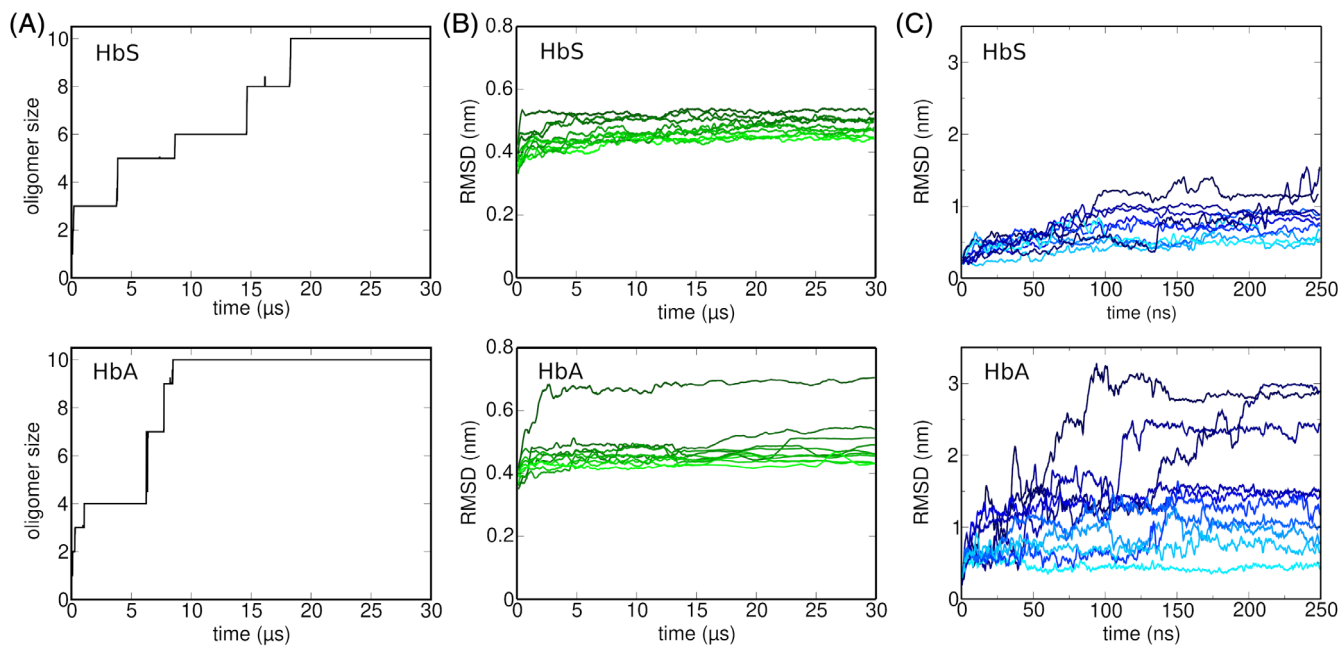 (A)
HbS
oligomer size
10
8
6
4
2
0
0 5 10 15 20 25 30
time (μs)
(B)
HbS
RMSD (nm)
0.8
0.6
0.4
0.2
0
0 5 10 15 20 25 30
time (μs)
(C)
HbS
RMSD (nm)
3
2
1
0
0 50 100 150 200 250
time (ns)
HbA
oligomer size
10
8
6
4
2
0
0 5 10 15 20 25 30
time (μs)
HbA
RMSD (nm)
0.8
0.6
0.4
0.2
0
0 5 10 15 20 25 30
time (μs)
HbA
RMSD (nm)
3
2
1
0
0 50 100 150 200 250
time (ns)